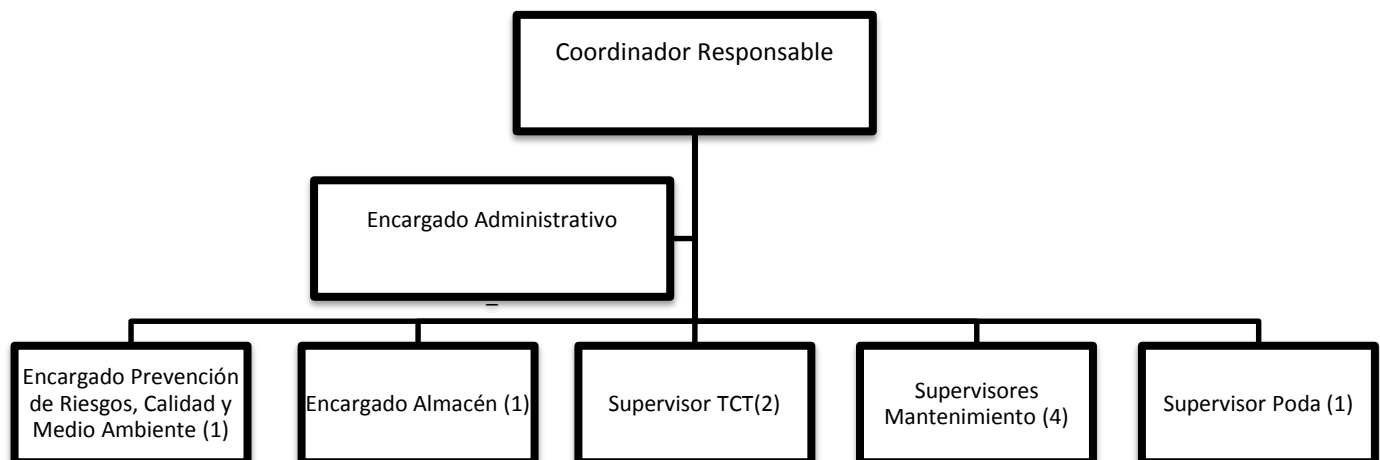 Coordinador Responsable
Encargado Administrativo
_
Encargado Prevención
de Riesgos, Calidad y
Medio Ambiente (1)
Encargado Almacén (1)
Supervisor TCT(2)
Supervisores
Mantenimiento (4)
Supervisor Poda (1)